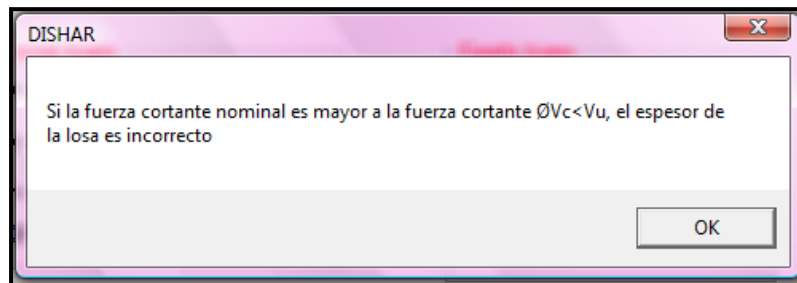 DISHAR
Si la fuerza cortante nominal es mayor a la fuerza cortante ØVc<Vu, el espesor de
la losa es incorrecto
OK